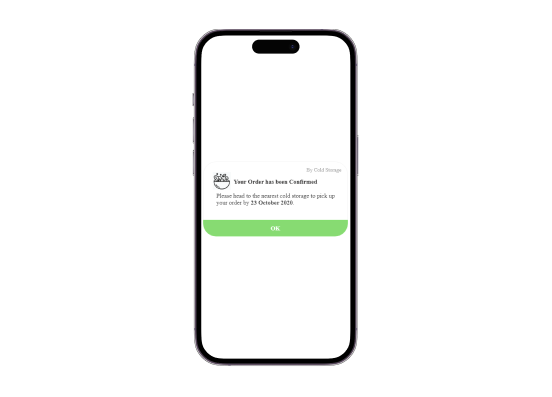 By Cold Storage
Your Order has been Confirmed
Please head to the nearest cold storage to pick up
your order by 23 October 2020.
OK